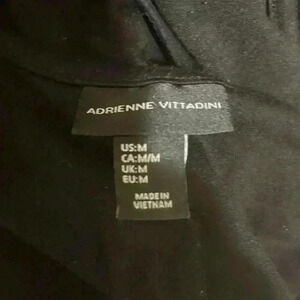 ADRIENNE VITTADINI
US:M
CA:M/M
UK:M
EU:M
MADE IN
VIETNAM